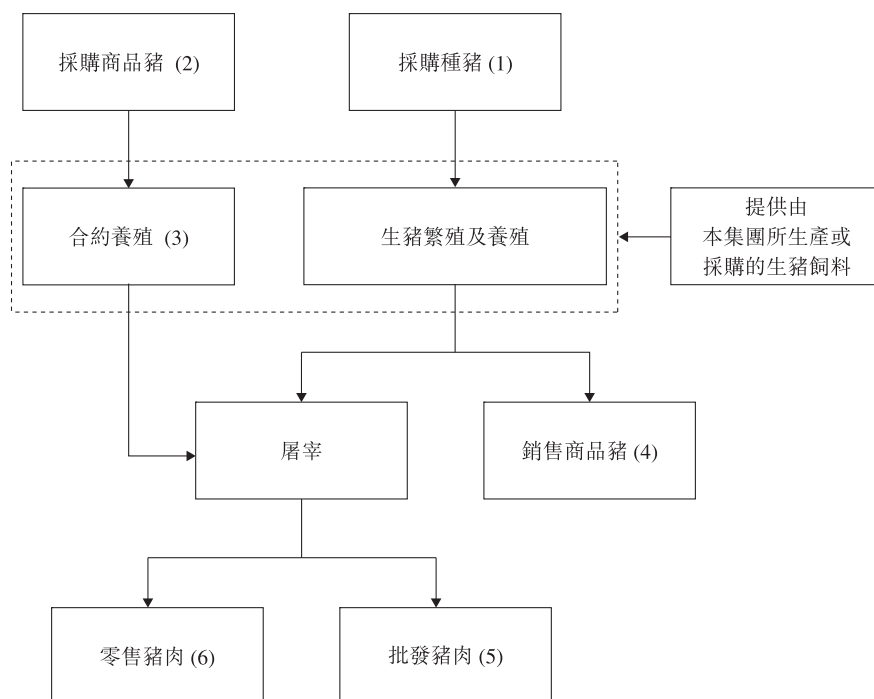 採購商品豬 (2)
採購種豬 (1)
合約養殖 (3)
生豬繁殖及養殖
提供由
本集團所生產或
採購的生豬飼料
屠宰
銷售商品豬 (4)
零售豬肉 (6)
批發豬肉 (5)